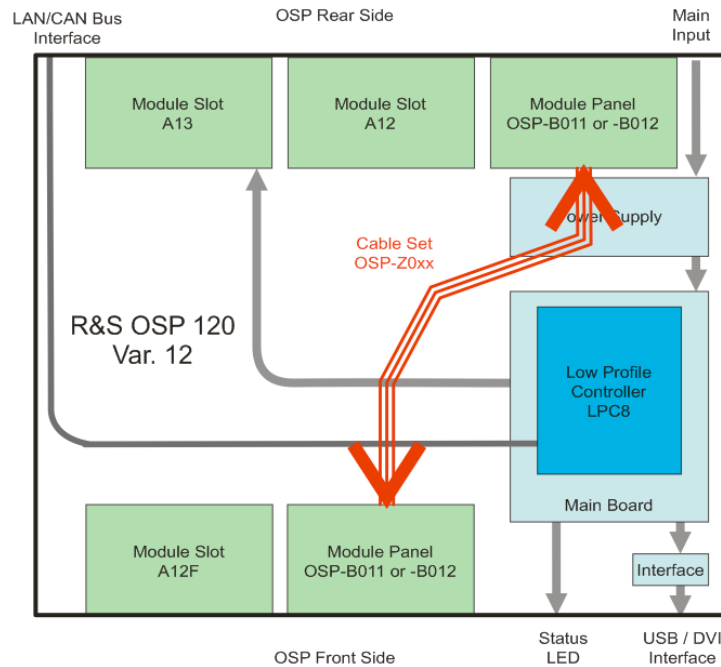 LAN/CAN Bus
Interface
OSP Rear Side
Main
Input
Module Slot
A13
Module Slot
A12
Module Panel
OSP-B011 or -B012
Power Supply
Cable Set
OSP-Z0xx
R&S OSP 120
Var. 12
Low Profile
Controller
LPC8
Main Board
Module Slot
A12F
Module Panel
OSP-B011 or -B012
Interface
OSP Front Side
Status
LED
USB / DVI
Interface